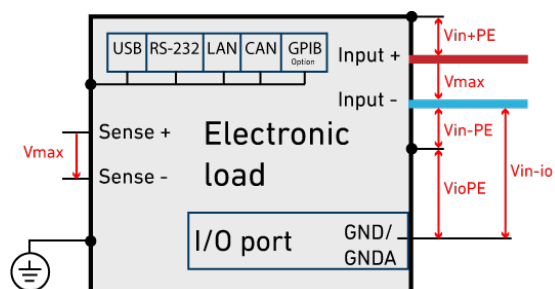 USB RS-232 LAN CAN GPIB
Option
Vin+PE
Input +
Vmax
Input -
Sense +
Vmax
Sense -
Electronic
load
Vin-PE
VioPE
Vin-io
I/O port
GND/
GNDA